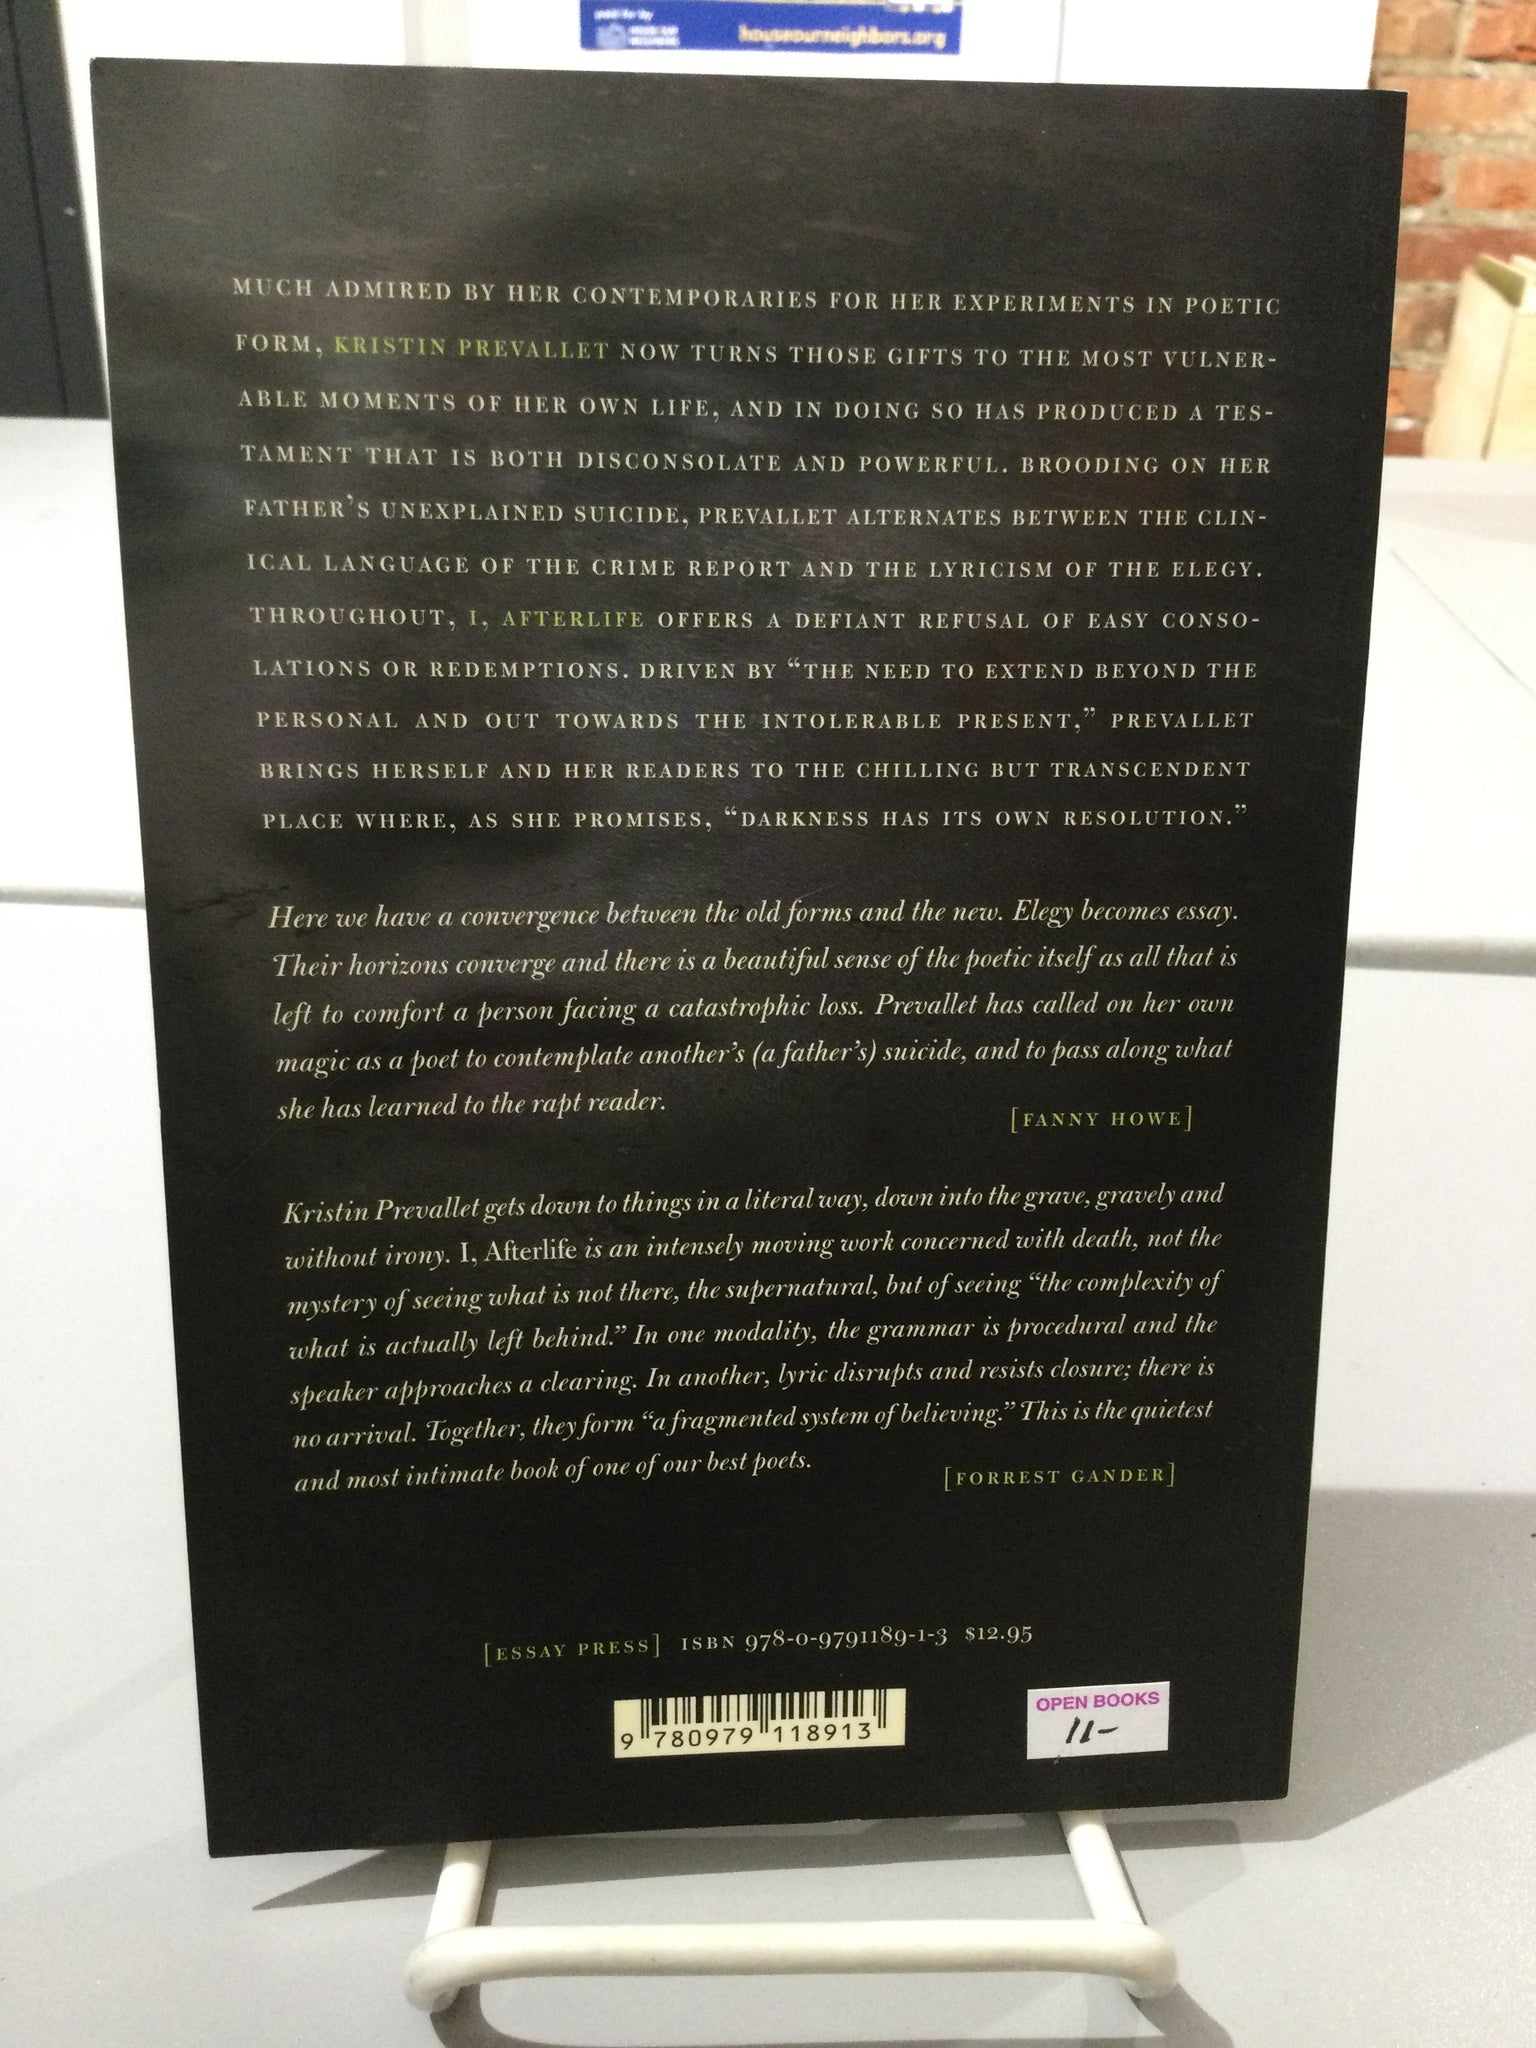 paid for by
houseourneighbors.org
MUCH ADMIRED BY HER CONTEMPORARIES FOR HER EXPERIMENTS IN POETIC
FORM, KRISTIN PREVALLET NOW TURNS THOSE GIFTS TO THE MOST VULNER-
ABLE MOMENTS OF HER OWN LIFE, AND IN DOING SO HAS PRODUCED A TES-
TAMENT THAT IS BOTH DISCONSOLATE AND POWERFUL. BROODING ON HER
FATHER'S UNEXPLAINED SUICIDE, PREVALLET ALTERNATES BETWEEN THE CLIN-
ICAL LANGUAGE OF THE CRIME REPORT AND THE LYRICISM OF THE ELEGY.
THROUGHOUT, I, AFTERLIFE OFFERS A DEFIANT REFUSAL OF EASY CONSO-
LATIONS OR REDEMPTIONS. DRIVEN BY “THE NEED TO EXTEND BEYOND THE
PERSONAL AND OUT TOWARDS THE INTOLERABLE PRESENT,” PREVALLET
BRINGS HERSELF AND HER READERS TO THE CHILLING BUT TRANSCENDENT
PLACE WHERE, AS SHE PROMISES, “DARKNESS HAS ITS OWN RESOLUTION.”
Here we have a convergence between the old forms and the new. Elegy becomes essay.
Their horizons converge and there is a beautiful sense of the poetic itself as all that is
left to comfort a person facing a catastrophic loss. Prevallet has called on her own
magic as a poet to contemplate another's (a father's) suicide, and to pass along what
she has learned to the rapt reader.
[FANNY HOWE]
Kristin Prevallet gets down to things in a literal way, down into the grave, gravely and
without irony. I, Afterlife is an intensely moving work concerned with death, not the
mystery of seeing what is not there, the supernatural, but of seeing “the complexity of
what is actually left behind.” In one modality, the grammar is procedural and the
speaker approaches a clearing. In another, lyric disrupts and resists closure; there is
no arrival. Together, they form “a fragmented system of believing.” This is the quietest
and most intimate book of one of our best poets.
[FORREST GANDER]
[ESSAY PRESS] ISBN 978-0-9791189-1-3 $12.95
9 780979 118913
OPEN BOOKS
11-